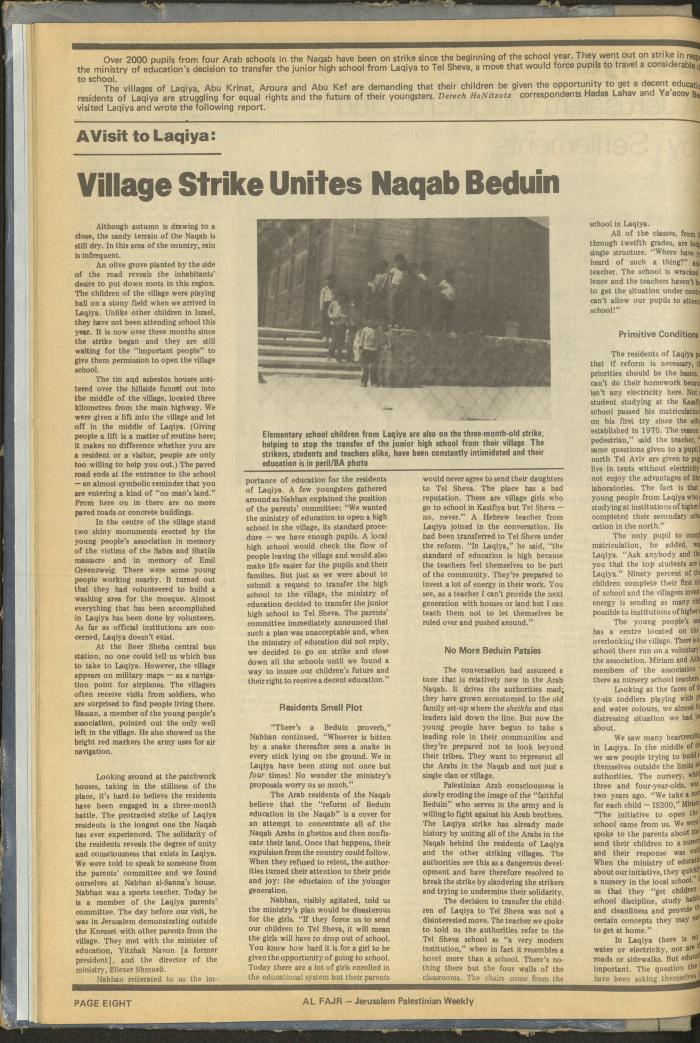 Over 2000 pupils from four Arab schools in the Naqab have been on strike since the beginning of the school year. They went out on strike in
the ministry of education's decision to transfer the junior high school from Laqiya to Tel Sheva, a move that would force pupils to travel a considerable
to school.
The villages of Laqiya, Abu Krinat, Aroura and Abu Kef are demanding that their children be given the opportunity to get a decent
residents of Laqiya are struggling for equal rights and the future of their youngsters. Derech HaNitzotz correspondents Hadas Lahav and Ya'acov
visited Laqiya and wrote the following report.
A Visit to Laqiya:
Village Strike Unites Naqab Beduin
Although autumn is drawing to a
close, the sandy terrain of the Naqab is
still dry. In this area of the country, rain
is infrequent.
An olive grove planted by the side
of the road reveals the inhabitants'
desire to put down roots in this region.
The children of the village were playing
ball on a stony field when we arrived in
Laqiya. Unlike other children in Israel,
they have not been attending school this
year. It is now over three months since
the strike began and they are still
waiting for the "important people" to
give them permission to open the village
school.
The tin and asbestos houses scat-
tered over the hillside funnel out into
the middle of the village, located three
kilometres from the main highway. We
were given a lift into the village and let
off in the middle of Laqiya. (Giving
people a lift is a matter of routine here;
it makes no difference whether you are
a resident or a visitor, people are only
too willing to help you out.) The paved
road ends at the entrance to the school
— an almost symbolic reminder that you
are entering a kind of "no man's land."
From here on in there are no more
paved roads or concrete buildings.
In the centre of the village stand
two shiny monuments erected by the
young people's association in memory
of the victims of the Sabra and Shatila
massacre and in memory of Emil
Greenzweig. There were some young
people working nearby. It turned out
that they had volunteered to build a
washing area for the mosque. Almost
everything that has been accomplished
in Laqiya has been done by volunteers.
As far as official institutions are con-
cerned, Laqiya doesn't exist.
At the Beer Sheba central bus
station, no one could tell us which bus
to take to Laqiya. However, the village
appears on military maps — as a naviga-
tion point for airplanes. The villagers
often receive visits from soldiers, who
are surprised to find people living there.
Hassan, a member of the young people's
association, pointed out the only well
left in the village. He also showed us the
bright red markers the army uses for air
navigation.
Looking around at the patchwork
houses, taking in the stillness of the
place, it's hard to believe the residents
have been engaged in a three-month
battle. The protracted strike of Laqiya
residents is the longest one the Naqab
has ever experienced. The solidarity of
the residents reveals the degree of unity
and consciousness that exists in Laqiya.
We were told to speak to someone from
the parents' committee and we found
ourselves at Nabhan al-Sanna's house.
Nabhan was a sports teacher. Today he
is a member of the Laqiya parents'
committee. The day before our visit, he
was in Jerusalem demonstrating outside
the Knesset with other parents from the
village. They met with the minister of
education, Yitzhak Navon [a former
president], and the director of the
ministry, Eliezer Shmueli.
Nabhan reiterated to us the im-
Elementary school children from Laqiya are also on the three-month-old strike,
helping to stop the transfer of the junior high school from their village. The
strikers, students and teachers alike, have been constantly intimidated and their
education is in peril/BA photo
portance of education for the residents
of Laqiya. A few youngsters gathered
around as Nabhan explained the position
of the parents' committee: "We wanted
the ministry of education to open a high
school in the village, its standard proce-
dure — we have enough pupils. A local
high school would check the flow of
people leaving the village and would also
make life easier for the pupils and their
families. But just as we were about to
submit a request to transfer the high
school to the village, the ministry of
education decided to transfer the junior
high school to Tel Sheva. The parents'
committee immediately announced that
such a plan was unacceptable and, when
the ministry of education did not reply,
we decided to go on strike and close
down all the schools until we found a
way to insure our children's future and
their right to receive a decent education."
Residents Smell Plot
"There's a Beduin proverb,"
Nabhan continued. "Whoever is bitten
by a snake thereafter sees a snake in
every stick lying on the ground. We in
Laqiya have been stung not once but
four times! No wonder the ministry's
proposals worry us so much."
The Arab residents of the Naqab
believe that the "reform of Beduin
education in the Naqab" is a cover for
an attempt to concentrate all of the
Naqab Arabs in ghettos and then confis-
cate their land. Once that happens, their
expulsion from the country could follow.
When they refused to relent, the author-
ities turned their attention to their pride
and joy: the eductaion of the younger
generation.
Nabhan, visibly agitated, told us
the ministry's plan would be disasterous
for the girls. "If they force us to send
our children to Tel Sheva, it will mean
the girls will have to drop out of school.
You know how hard it is for a girl to be
given the opportunity of going to school.
Today there are a lot of girls enrolled in
the educational system but their parents
would never agree to send their daughters
to Tel Sheva. The place has a bad
reputation. There are village girls who
go to school in Kasifiya but Tel Sheva —
no, never." A Hebrew teacher from
Laqiya joined in the conversation. He
had been transferred to Tel Sheva under
the reform. "In Laqiya," he said, "the
standard of education is high because
the teachers feel themselves to be part
of the community. They're prepared to
invest a lot of energy in their work. You
see, as a teacher I can't provide the next
generation with houses or land but I can
teach them not to let themselves be
ruled over and pushed around."
No More Beduin Patsies
The conversation had assumed a
tone that is relatively new in the Arab
Naqab. It drives the authorities mad;
they have grown accustomed to the old
family set-up where the sheikhs and clan
leaders laid down the line. But now the
young people have begun to take a
leading role in their communities and
they're prepared not to look beyond
their tribes. They want to represent all
the Arabs in the Naqab and not just a
single clan or village.
Palestinian Arab consciousness is
slowly eroding the image of the "faithful
Beduin" who serves in the army and is
willing to fight against his Arab brothers.
The Laqiya strike has already made
history by uniting all of the Arabs in the
Naqab behind the residents of Laqiya
and the other striking villages. The
authorities see this as a dangerous devel-
opment and have therefore resolved to
break the strike by slandering the strikers
and trying to undermine their solidarity.
The decision to transfer the child-
ren of Laqiya to Tel Sheva was not a
disinterested move. The teacher we spoke
to told us the authorities refer to the
Tel Sheva school as "a very modern
institution," when in fact it resembles a
hovel more than a school. There's no-
thing there but the four walls of the
classrooms. The chairs come from the
school in Laqiya.
All of the classes, from
through twelfth grades, are
single structure. "Where have
heard of such a thing?"
teacher. The school is wracked
lence and the teachers haven't
to get the situation under
can't allow our pupils to
school!"
Primitive Conditions
The residents of Laqiya
that if reform is necessary,
priorities should be the basics.
can't do their homework
isn't any electricity here. Not
student studying at the
school passed his matriculation
on his first try since the
established in 1970. The reason
pedestrian," said the teacher,
same questions given to a pupil
north Tel Aviv are given to
live in tents without electricity
not enjoy the advantages of
laboratories. The fact is that
young people from Laqiya who
studying at institutions of higher
completed their secondary
cation in the north."
The only pupil to
matriculation, he added,
Laqiya. "Ask anybody and
you that the top students are
Laqiya." Ninety percent of the
children complete their first
of school and the villagers invest
energy is sending as many
possible to institutions of higher
The young people's
has a centre located on the
overlooking the village. There
school there run on a voluntary
the association. Miriam and
members of the association
there as nursery school teachers.
Looking at the faces of
ty-six toddlers playing with
and water colours, we almost
distressing situation we had
about.
We saw many
in Laqiya. In the middle of
we saw people trying to build
themselves outside the limits
authorities. The nursery,
three and four-year-olds, was
two years ago. "We take a
for each child — IS200,"
"The initiative to open the
school came from us. We went
spoke to the parents about
send their children to a
and their response was
When the ministry of
about our initiative, they
a nursery in the local school."
us that they "get children
school discipline, study
and cleanliness and provide
certain concepts they may
to get at home."
In Laqiya there is no
water or electricity, nor are
roads or sidewalks. But
important. The question
have been asking themselves
PAGE EIGHT
AL FAJR — Jerusalem Palestinian Weekly